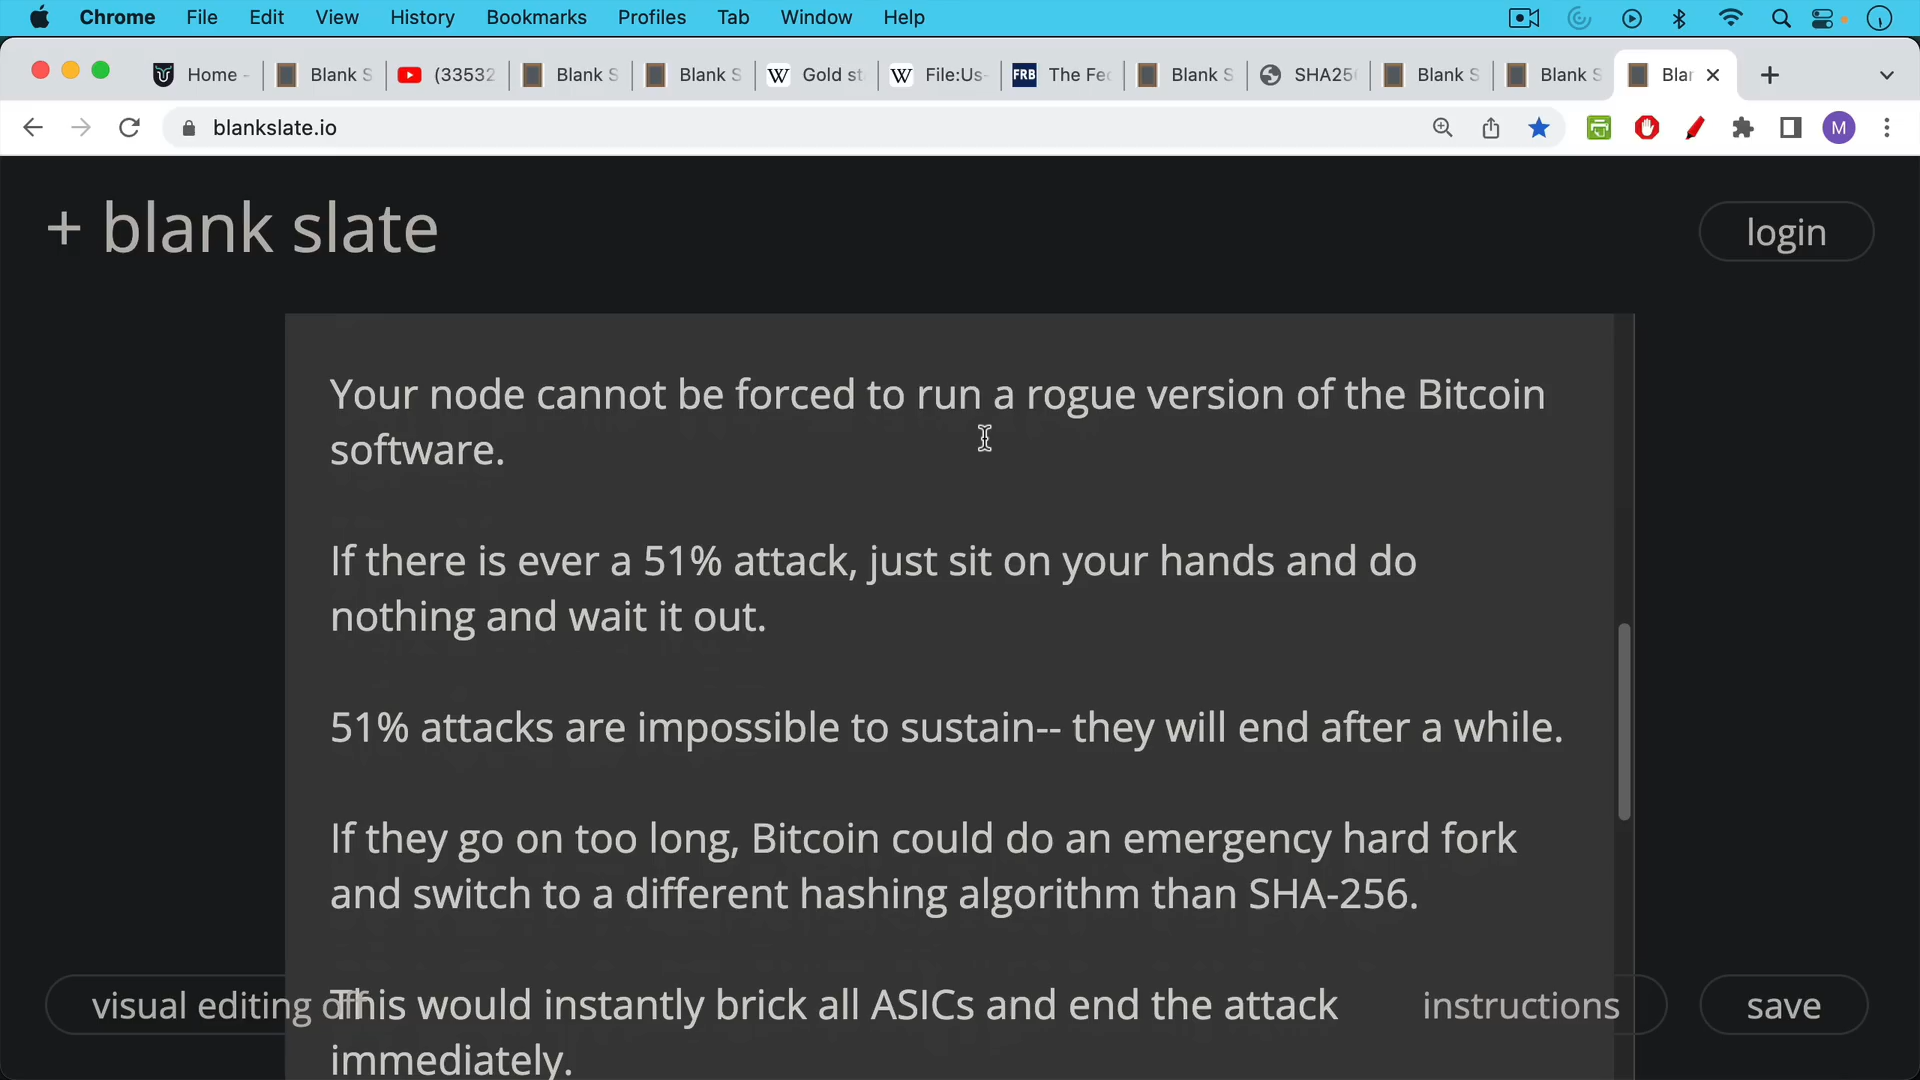 Chrome File Edit View History Bookmarks Profiles Tab Window Help
Home - Blank S (33532 Blank S Blank S Gold st File:Us- FRB The Fed Blank S SHA25 Blank S Blank S Blan
blankslate.io M
+ blank slate login
Your node cannot be forced to run a rogue version of the Bitcoin
software.
If there is ever a 51% attack, just sit on your hands and do
nothing and wait it out.
51% attacks are impossible to sustain-- they will end after a while.
If they go on too long, Bitcoin could do an emergency hard fork
and switch to a different hashing algorithm than SHA-256.
This would instantly brick all ASICs and end the attack
immediately.
visual editing off instructions save